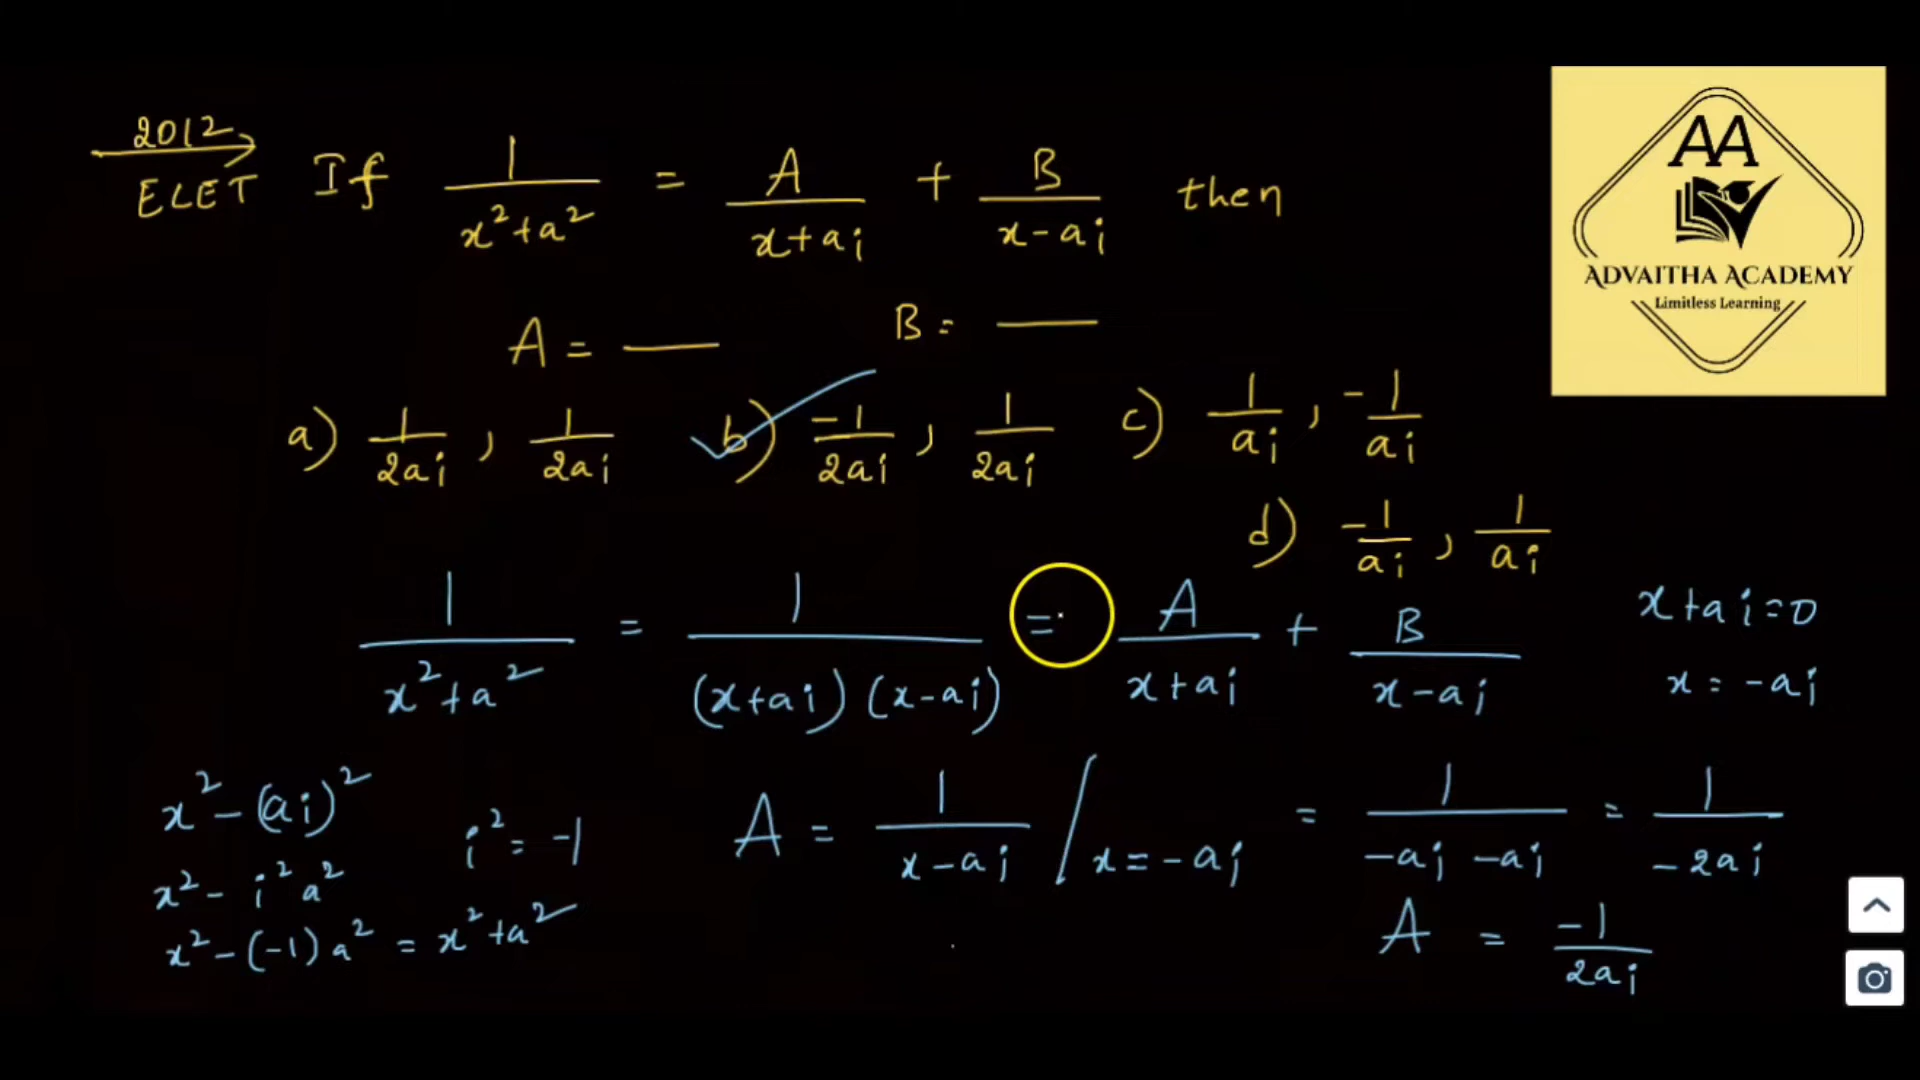 2012
ECET If 1/(x²+a²) = A/(x+ai) + B/(x-ai) then
A = ___ B = ___
a) 1/2ai , 1/2ai b) -1/2ai , 1/2ai c) 1/ai , -1/ai
d) -1/ai , 1/ai
1/(x²+a²) = 1/((x+ai)(x-ai)) = A/(x+ai) + B/(x-ai)
x+ai=0
x = -ai
x² - (ai)²
x² - i²a² i² = -1
x² - (-1)a² = x²+a²
A = 1/(x-ai) / x=-ai = 1/(-ai -ai) = 1/(-2ai)
A = -1/2ai
AA
ADVAITHA ACADEMY
Limitless Learning